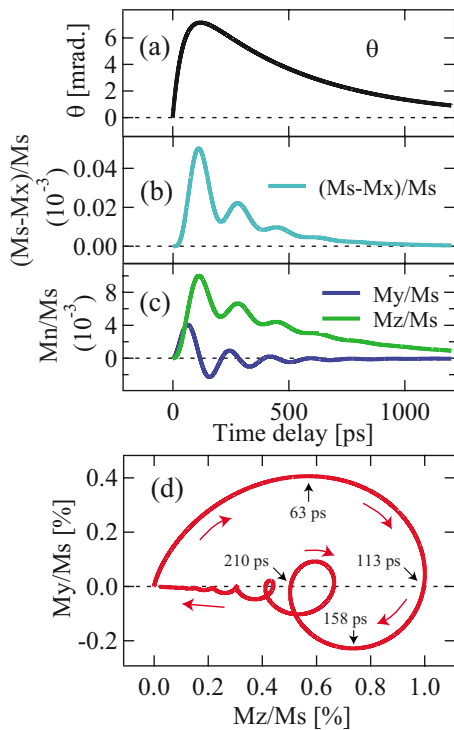 (a)
θ
θ [mrad.]
6
4
2
0
(b)
(Ms-Mx)/Ms
(Ms-Mx)/Ms
(10⁻³)
0.04
0.02
0.00
(c)
My/Ms
Mz/Ms
Mn/Ms
(10⁻³)
8
4
0
0
500
1000
Time delay [ps]
(d)
My/Ms [%]
0.4
0.2
0.0
-0.2
63 ps
210 ps
113 ps
158 ps
0.0
0.2
0.4
0.6
0.8
1.0
Mz/Ms [%]